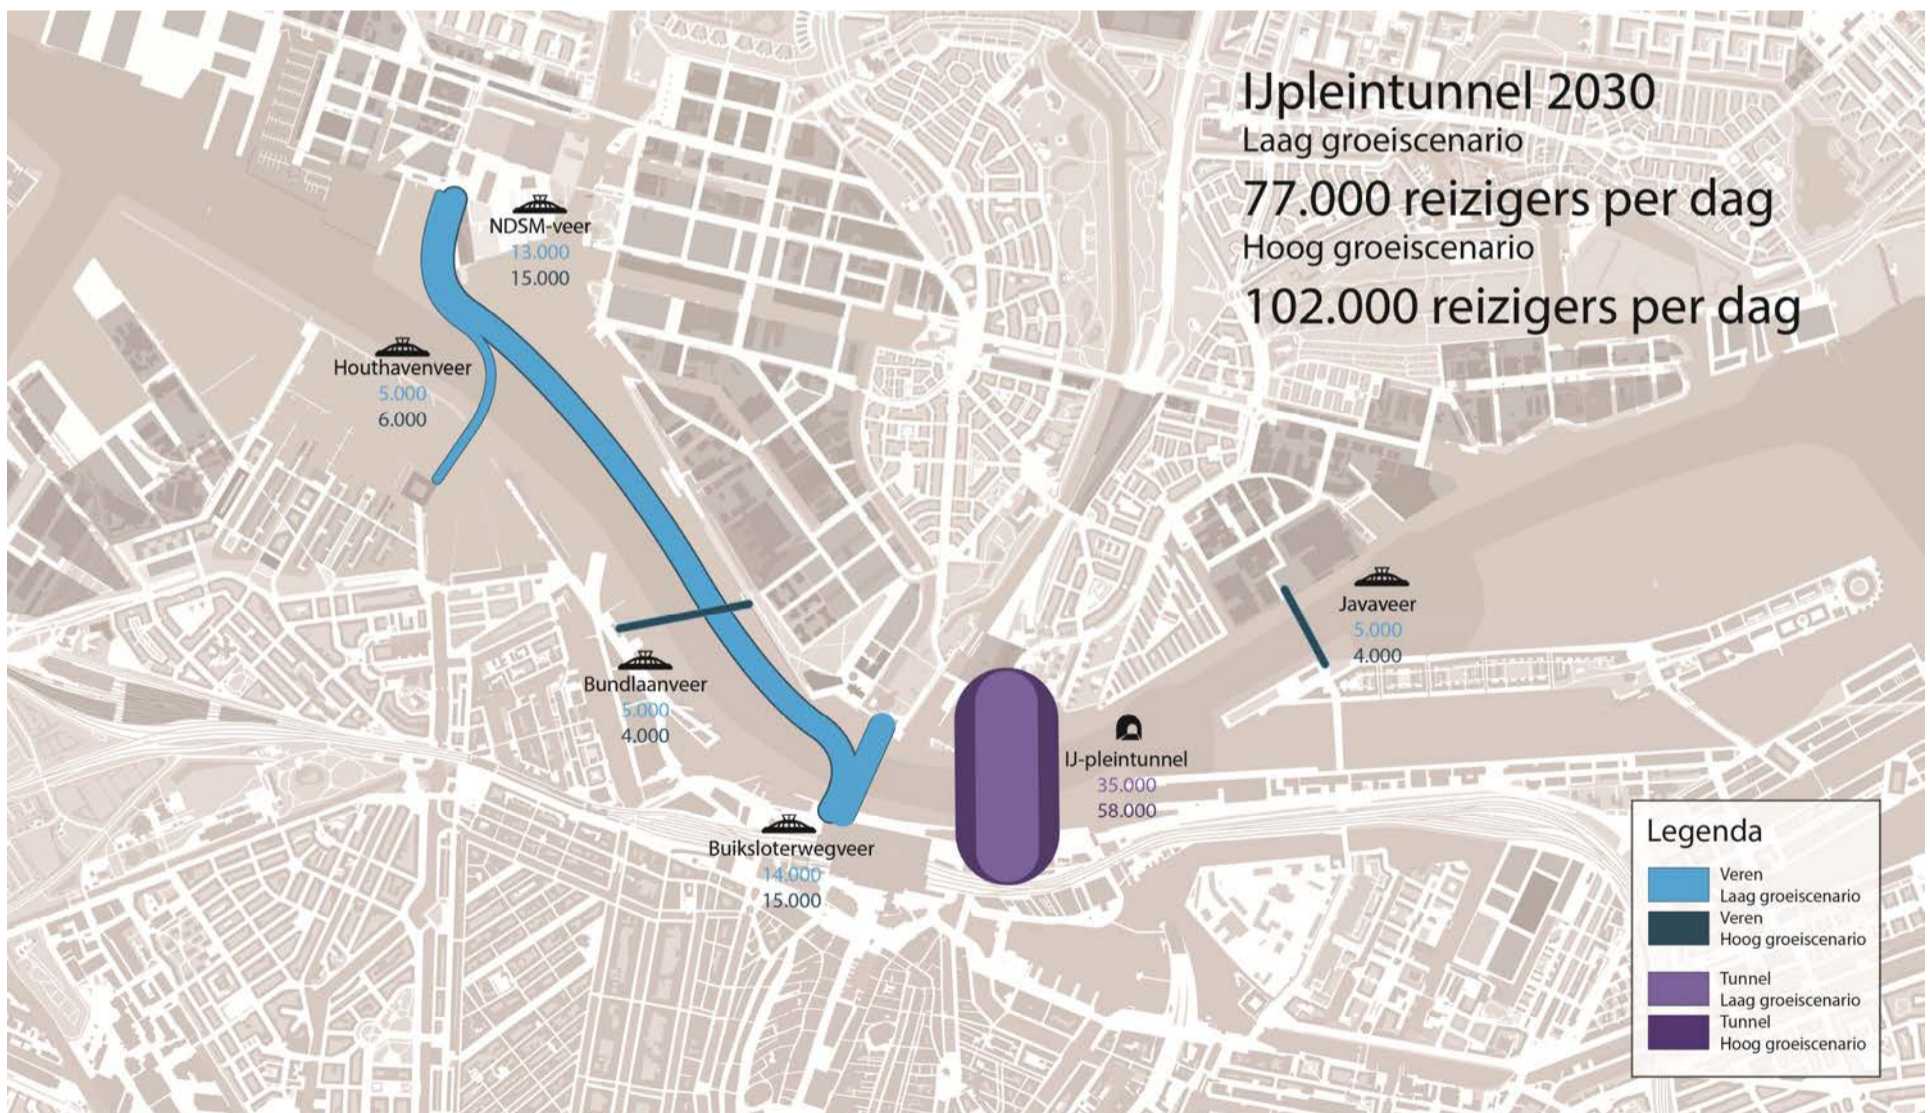 IJpleintunnel 2030
Laag groeiscenario
77.000 reizigers per dag
Hoog groeiscenario
102.000 reizigers per dag
NDSM-veer
13.000
15.000
Houthavenveer
5.000
6.000
Javaveer
5.000
4.000
Bundlaanveer
5.000
4.000
IJ-pleintunnel
35.000
58.000
Buiksloterwegveer
14.000
15.000
Legenda
Veren
Laag groeiscenario
Veren
Hoog groeiscenario
Tunnel
Laag groeiscenario
Tunnel
Hoog groeiscenario